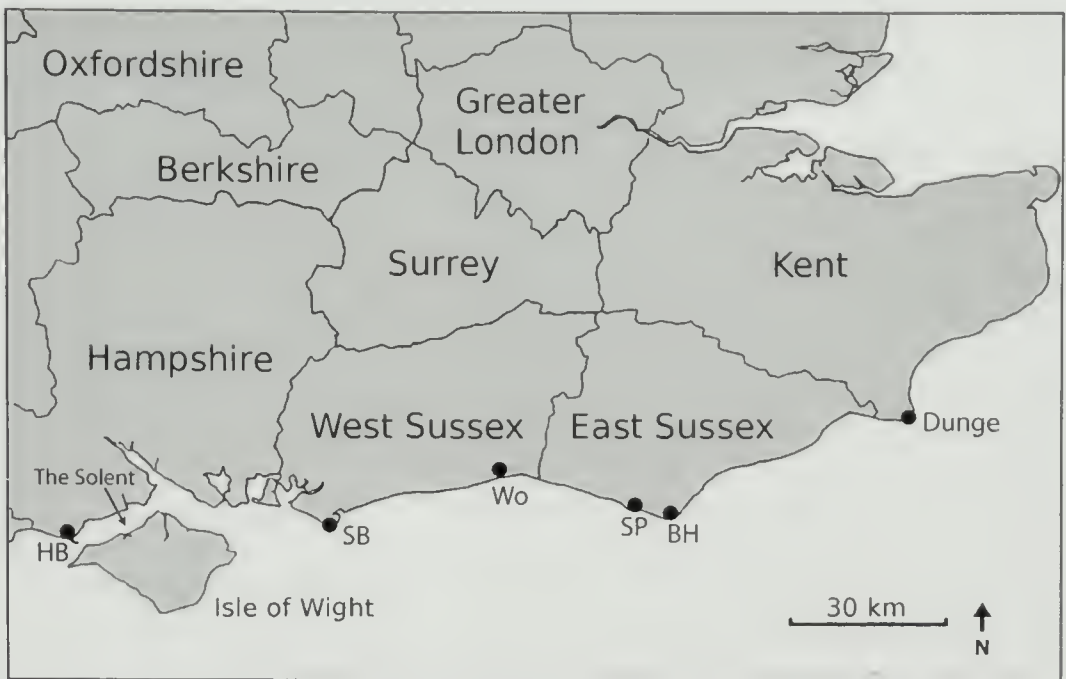 Oxfordshire
Greater
London
Berkshire
Surrey
Kent
Hampshire
West Sussex
East Sussex
Dunge
The Solent
Wo
SP
BH
SB
HB
Isle of Wight
30 km
N